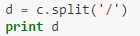 d = c.split('/')
print d